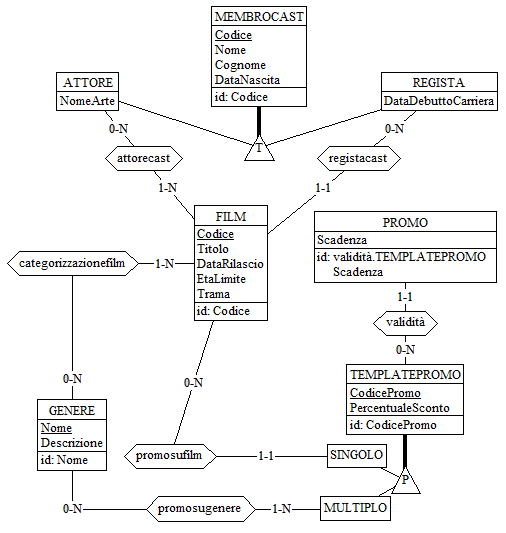 MEMBROCAST
Codice
Nome
Cognome
DataNascita
id: Codice
ATTORE
NomeArte
REGISTA
DataDebuttoCarriera
T
0-N
0-N
attorecast
registacast
1-N
1-1
FILM
Codice
Titolo
DataRilascio
EtaLimite
Trama
id: Codice
PROMO
Scadenza
id: validità.TEMPLATEPROMO
Scadenza
categorizzazionefilm
1-N
1-1
validità
0-N
0-N
0-N
TEMPLATEPROMO
CodicePromo
PercentualeSconto
id: CodicePromo
GENERE
Nome
Descrizione
id: Nome
promosufilm
1-1
SINGOLO
P
0-N
promosugenere
1-N
MULTIPLO